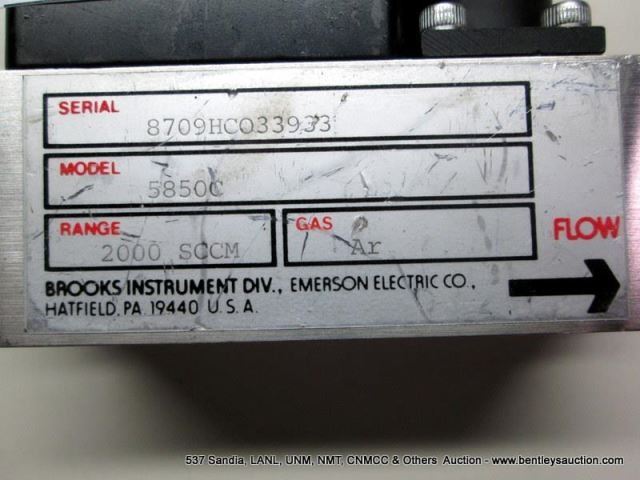 SERIAL
8709HC033933
MODEL
5850C
RANGE
2000 SCCM
GAS
Ar
FLOW
BROOKS INSTRUMENT DIV., EMERSON ELECTRIC CO.,
HATFIELD, PA 19440 U.S.A.
537 Sandia, LANL, UNM, NMT, CNMCC & Others Auction - www.bentleysauction.com